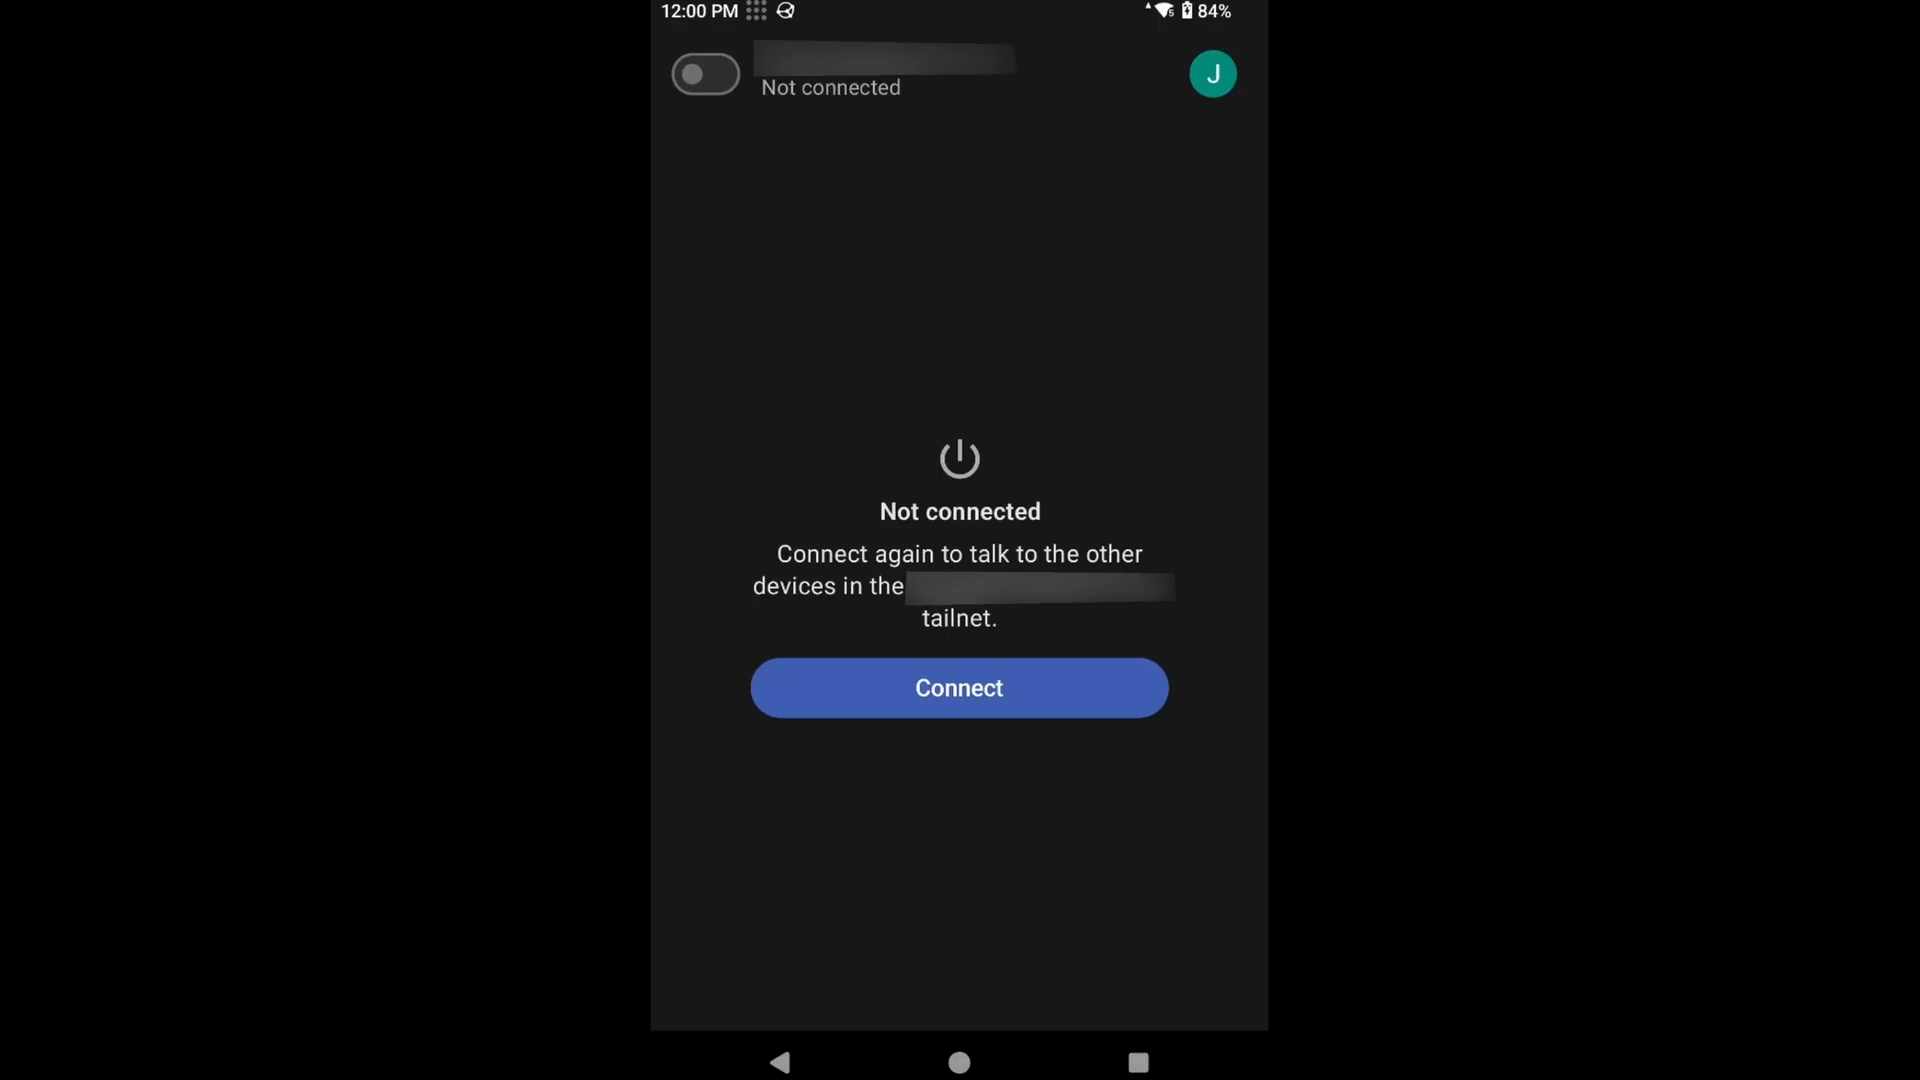 12:00 PM 84%
Not connected
J
Not connected
Connect again to talk to the other
devices in the
tailnet.
Connect